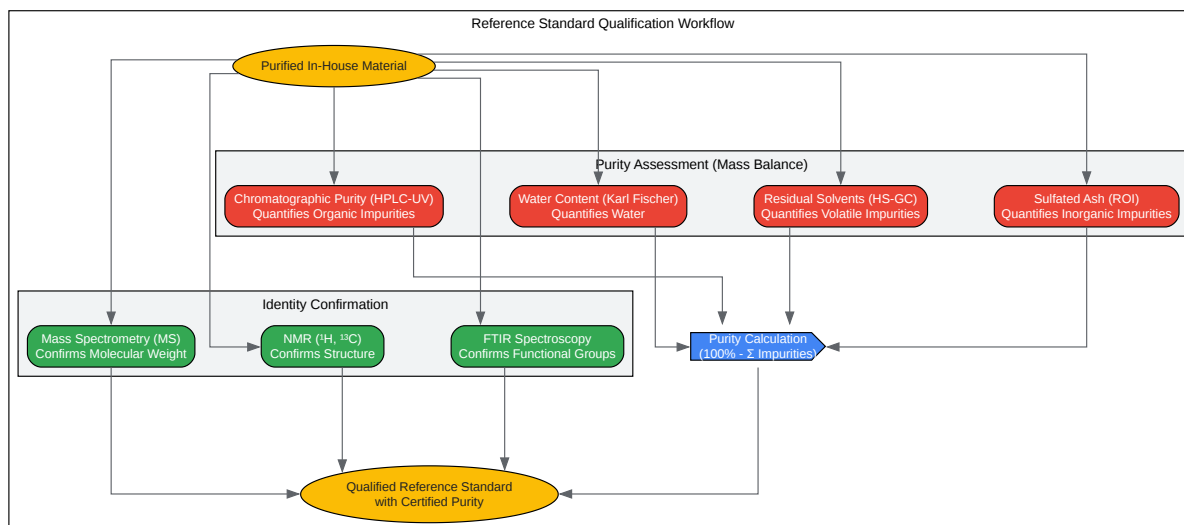 Reference Standard Qualification Workflow
Purified In-House Material
Purity Assessment (Mass Balance)
Chromatographic Purity (HPLC-UV)
Quantifies Organic Impurities
Water Content (Karl Fischer)
Quantifies Water
Residual Solvents (HS-GC)
Quantifies Volatile Impurities
Sulfated Ash (ROI)
Quantifies Inorganic Impurities
Identity Confirmation
Mass Spectrometry (MS)
Confirms Molecular Weight
NMR (¹H, ¹³C)
Confirms Structure
FTIR Spectroscopy
Confirms Functional Groups
Purity Calculation
(100% - Σ Impurities)
Qualified Reference Standard
with Certified Purity